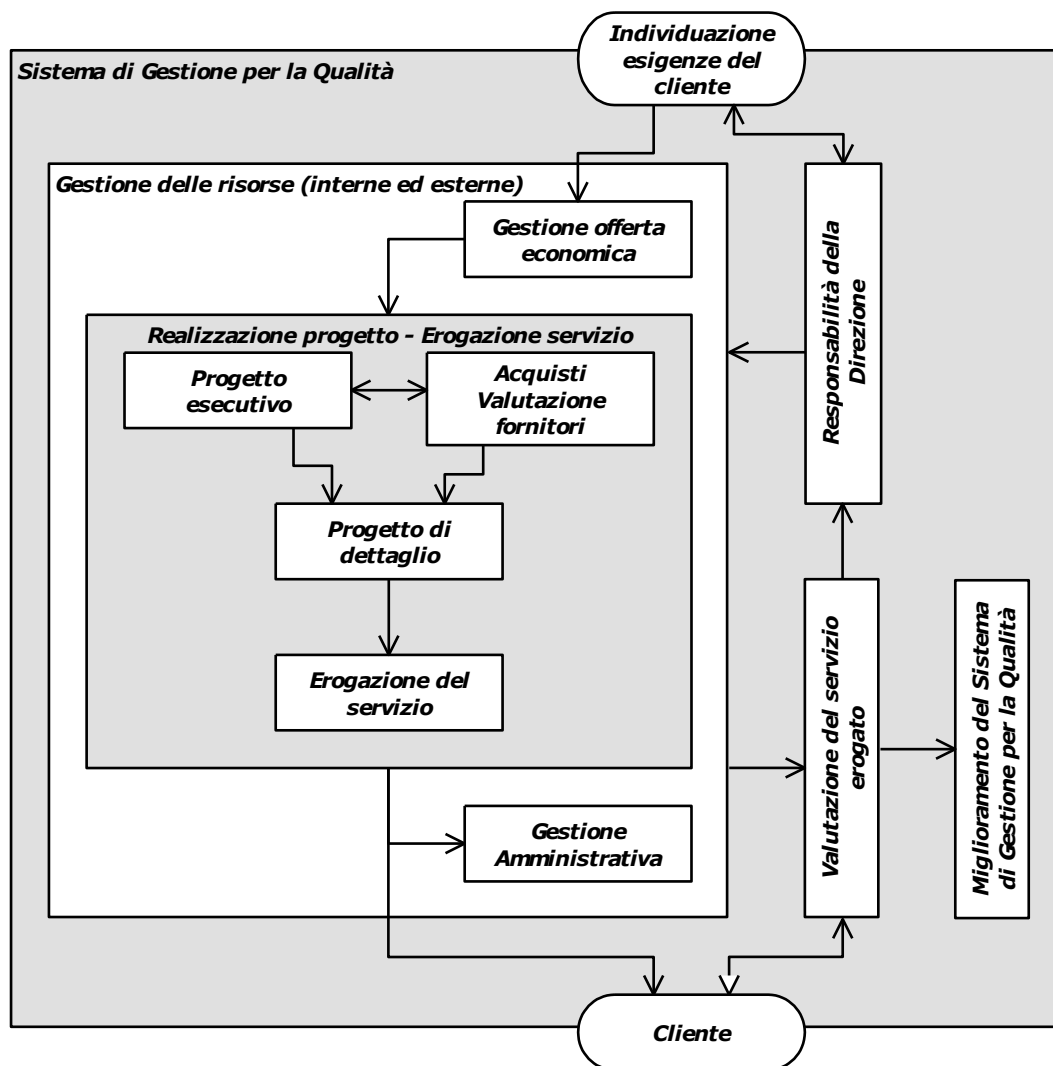 Individuazione
esigenze del
cliente
Sistema di Gestione per la Qualità
Gestione delle risorse (interne ed esterne)
Gestione offerta
economica
Responsabilità della
Direzione
Realizzazione progetto - Erogazione servizio
Progetto
esecutivo
Acquisti
Valutazione
fornitori
Progetto di
dettaglio
Erogazione del
servizio
Valutazione del servizio
erogato
Miglioramento del Sistema
di Gestione per la Qualità
Gestione
Amministrativa
Cliente